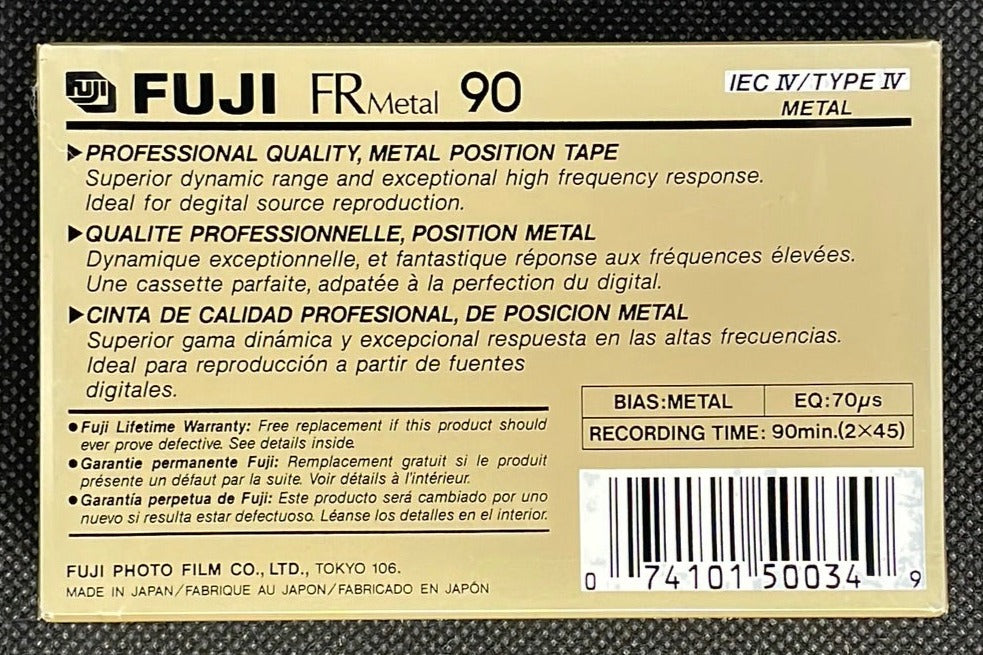 FUJI FUJI FR Metal 90 IEC IV/TYPE IV
METAL
▶PROFESSIONAL QUALITY, METAL POSITION TAPE
Superior dynamic range and exceptional high frequency response.
Ideal for degital source reproduction.
▶QUALITE PROFESSIONNELLE, POSITION METAL
Dynamique exceptionnelle, et fantastique réponse aux fréquences élevées.
Une cassette parfaite, adpatée à la perfection du digital.
▶CINTA DE CALIDAD PROFESIONAL, DE POSICION METAL
Superior gama dinámica y excepcional respuesta en las altas frecuencias.
Ideal para reproducción a partir de fuentes
digitales.
●Fuji Lifetime Warranty: Free replacement if this product should
ever prove defective. See details inside.
●Garantie permanente Fuji: Remplacement gratuit si le produit
présente un défaut par la suite. Voir détails à l'intérieur.
●Garantía perpetua de Fuji: Este producto será cambiado por uno
nuevo si resulta estar defectuoso. Léanse los detalles en el interior.
FUJI PHOTO FILM CO., LTD., TOKYO 106.
MADE IN JAPAN/FABRIQUE AU JAPON/FABRICADO EN JAPÓN
BIAS:METAL EQ:70µs
RECORDING TIME: 90min.(2×45)
0 74101 50034 9